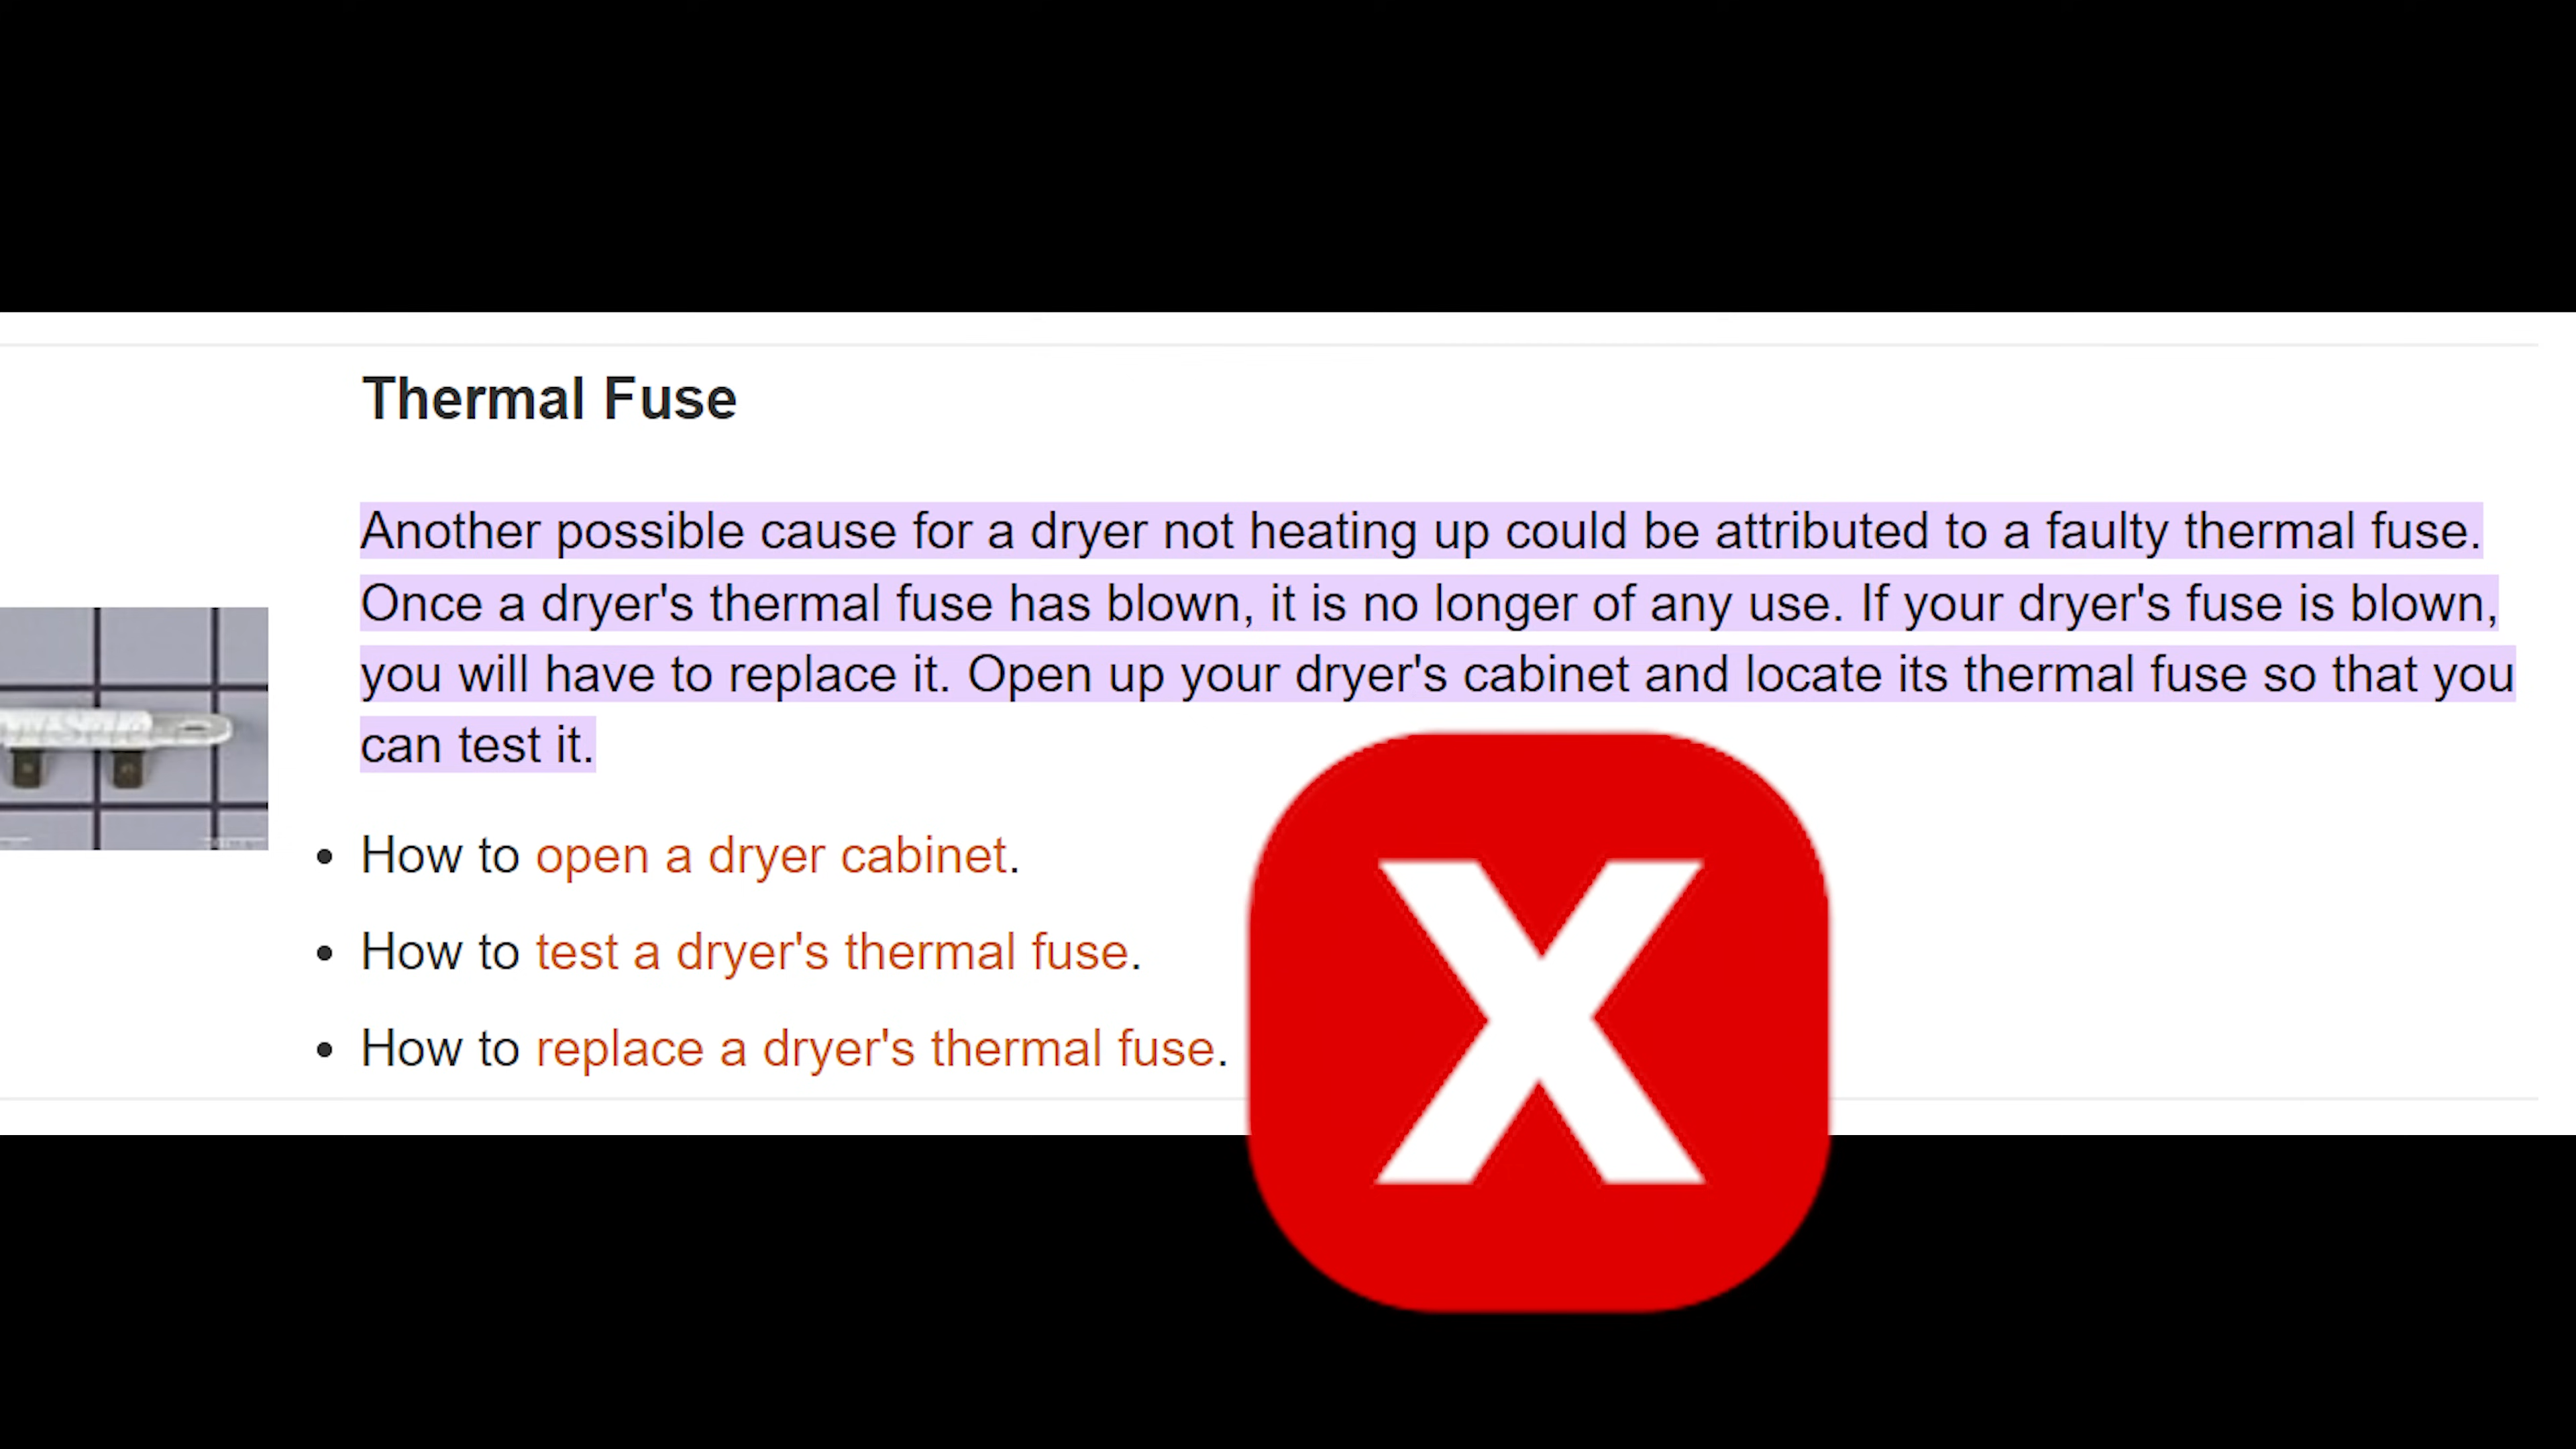 Thermal Fuse
Another possible cause for a dryer not heating up could be attributed to a faulty thermal fuse.
Once a dryer's thermal fuse has blown, it is no longer of any use. If your dryer's fuse is blown,
you will have to replace it. Open up your dryer's cabinet and locate its thermal fuse so that you
can test it.
• How to open a dryer cabinet.
• How to test a dryer's thermal fuse.
• How to replace a dryer's thermal fuse.
X